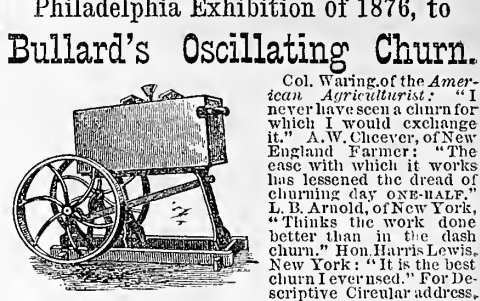 Philadelphia Exhibition of 1876, to
Bullard's Oscillating Churn.
Col. Waring.of the Amer-
ican Agriculturist: "I
never have seen a churn for
which I would exchange
it." A. W. Cheever, of New
England Farmer: "The
ease with which it works
has lessened the dread of
churning day ONE-HALF."
L. B. Arnold, of New York,
"Thinks the work done
better than in the dash
churn." Hon. Harris Lewis,
New York: "It is the best
churn I ever used." For De-
scriptive Circular address,